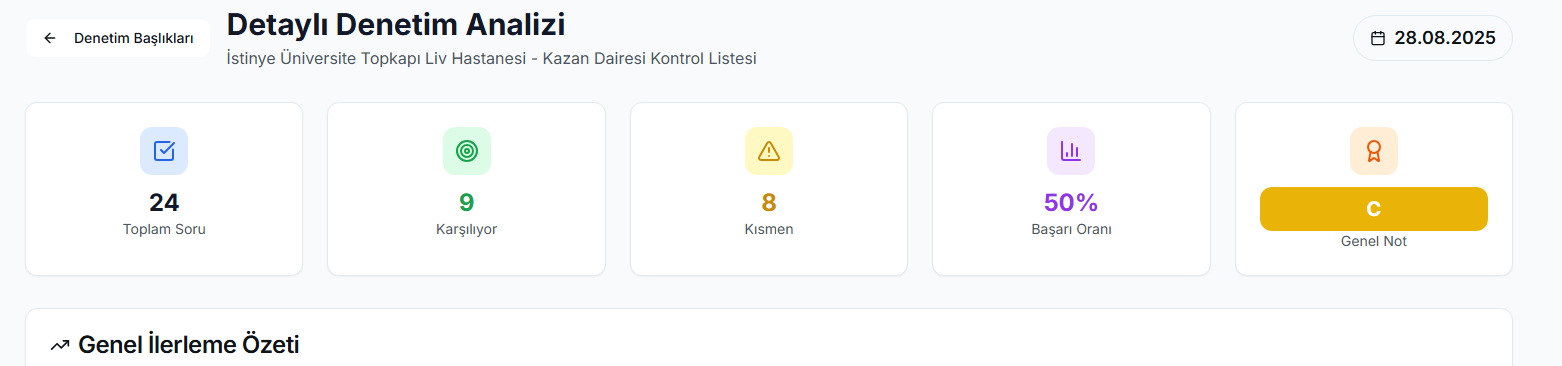 Denetim Başlıkları
Detaylı Denetim Analizi
İstinye Üniversite Topkapı Liv Hastanesi - Kazan Dairesi Kontrol Listesi
28.08.2025
24
Toplam Soru
9
Karşılıyor
8
Kısmen
50%
Başarı Oranı
C
Genel Not
Genel İlerleme Özeti